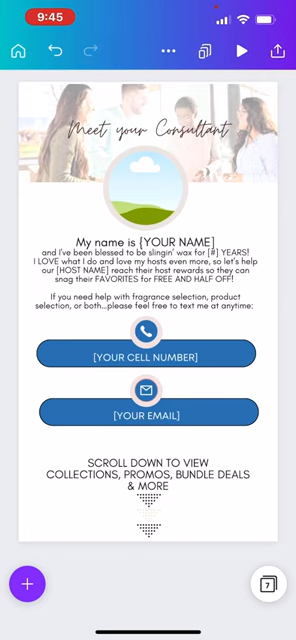 9:45
Meet your Consultant
My name is {YOUR NAME]
and I've been blessed to be slingin' wax for [#] YEARS!
I LOVE what I do and love my hosts even more, so let's help
our [HOST NAME] reach their host rewards so they can
snag their FAVORITES for FREE AND HALF OFF!
If you need help with fragrance selection, product
selection, or both...please feel free to text me at anytime:
[YOUR CELL NUMBER]
[YOUR EMAIL]
SCROLL DOWN TO VIEW
COLLECTIONS, PROMOS, BUNDLE DEALS
& MORE
7